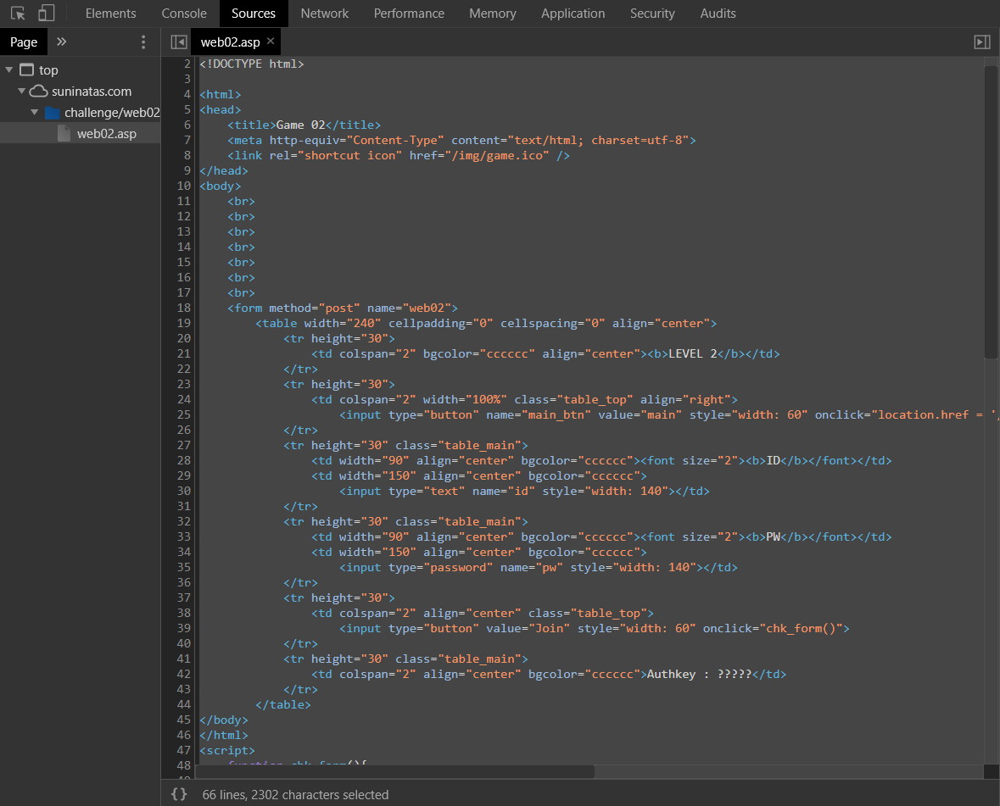 Elements Console Sources Network Performance Memory Application Security Audits
Page » web02.asp ×
top
suninatas.com
challenge/web02
web02.asp
2 <!DOCTYPE html>
3
4 <html>
5 <head>
6     <title>Game 02</title>
7     <meta http-equiv="Content-Type" content="text/html; charset=utf-8">
8     <link rel="shortcut icon" href="/img/game.ico" />
9 </head>
10 <body>
11     <br>
12     <br>
13     <br>
14     <br>
15     <br>
16     <br>
17     <br>
18     <form method="post" name="web02">
19         <table width="240" cellpadding="0" cellspacing="0" align="center">
20             <tr height="30">
21                 <td colspan="2" bgcolor="cccccc" align="center"><b>LEVEL 2</b></td>
22             </tr>
23             <tr height="30">
24                 <td colspan="2" width="100%" class="table_top" align="right">
25                     <input type="button" name="main_btn" value="main" style="width: 60" onclick="location.href = '/
26             </tr>
27             <tr height="30" class="table_main">
28                 <td width="90" align="center" bgcolor="cccccc"><font size="2"><b>ID</b></font></td>
29                 <td width="150" align="center" bgcolor="cccccc">
30                     <input type="text" name="id" style="width: 140"></td>
31             </tr>
32             <tr height="30" class="table_main">
33                 <td width="90" align="center" bgcolor="cccccc"><font size="2"><b>PW</b></font></td>
34                 <td width="150" align="center" bgcolor="cccccc">
35                     <input type="password" name="pw" style="width: 140"></td>
36             </tr>
37             <tr height="30">
38                 <td colspan="2" align="center" class="table_top">
39                     <input type="button" value="Join" style="width: 60" onclick="chk_form()">
40             </tr>
41             <tr height="30" class="table_main">
42                 <td colspan="2" align="center" bgcolor="cccccc">Authkey : ?????</td>
43             </tr>
44         </table>
45 </body>
46 </html>
47 <script>
48     function chk_form(){
{} 66 lines, 2302 characters selected